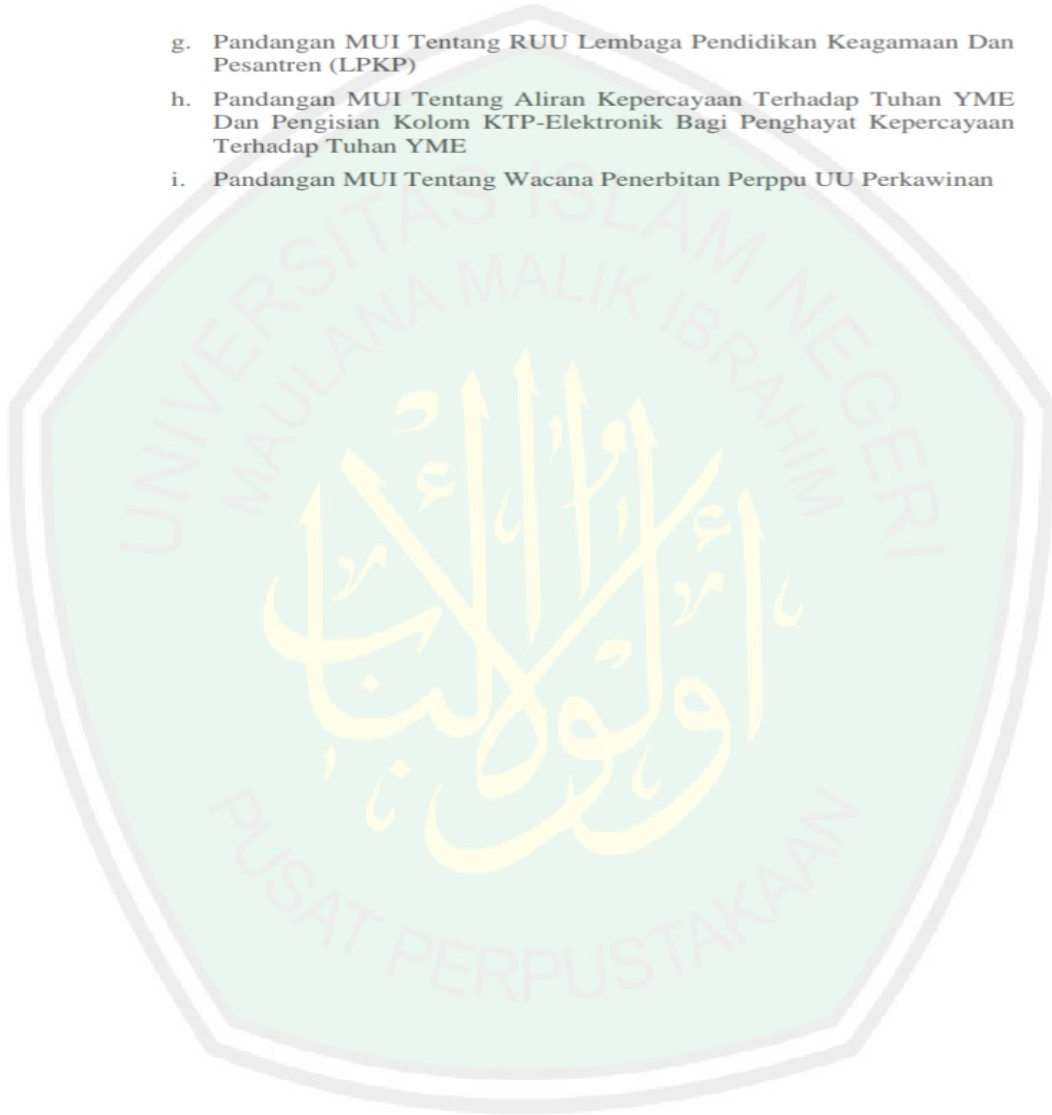 g. Pandangan MUI Tentang RUU Lembaga Pendidikan Keagamaan Dan
Pesantren (LPKP)
h. Pandangan MUI Tentang Aliran Kepercayaan Terhadap Tuhan YME
Dan Pengisian Kolom KTP-Elektronik Bagi Penghayat Kepercayaan
Terhadap Tuhan YME
i. Pandangan MUI Tentang Wacana Penerbitan Perppu UU Perkawinan
UNIVERSITAS ISLAM NEGERI
MAULANA MALIK IBRAHIM
PUSAT PERPUSTAKAAN